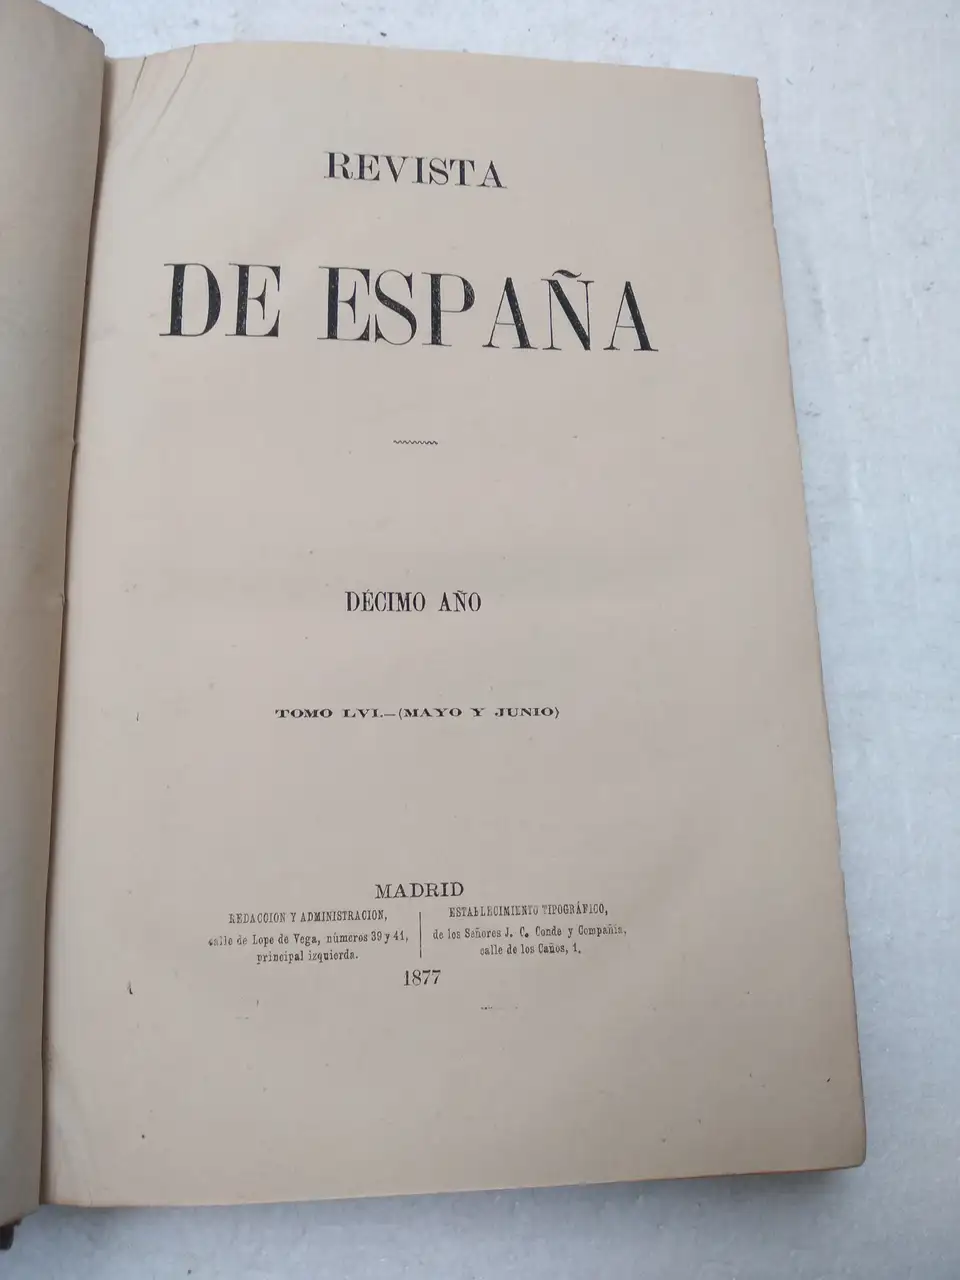 REVISTA
DE ESPAÑA
DÉCIMO AÑO
TOMO LVI.—(MAYO Y JUNIO)
MADRID
REDACCION Y ADMINISTRACION,
calle de Lope de Vega, números 39 y 41,
principal izquierda.
ESTABLECIMIENTO TIPOGRÁFICO,
de los Señores J. C. Conde y Compañia,
calle de los Caños, 1.
1877